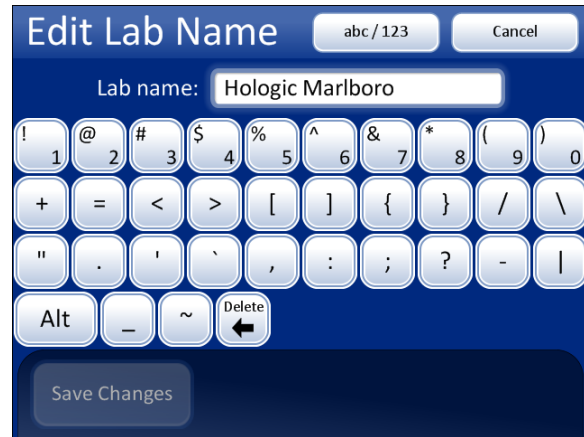 Edit Lab Name abc / 123 Cancel
Lab name: Hologic Marlboro
! 1 @ 2 # 3 $ 4 % 5 ^ 6 & 7 * 8 ( 9 ) 0
+ = < > [ ] { } / \
" . ' ` , : ; ? - |
Alt _ ~ Delete
Save Changes